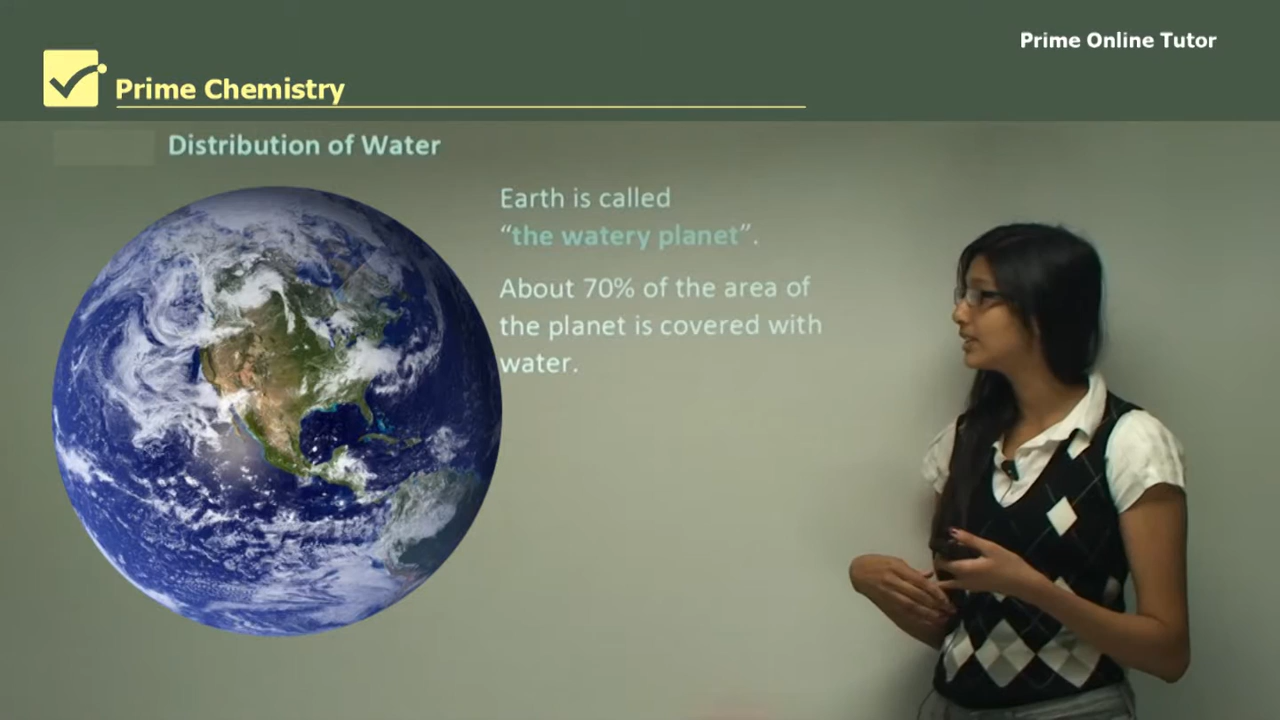 Prime Online Tutor
Prime Chemistry
Distribution of Water
Earth is called
“the watery planet”.
About 70% of the area of
the planet is covered with
water.